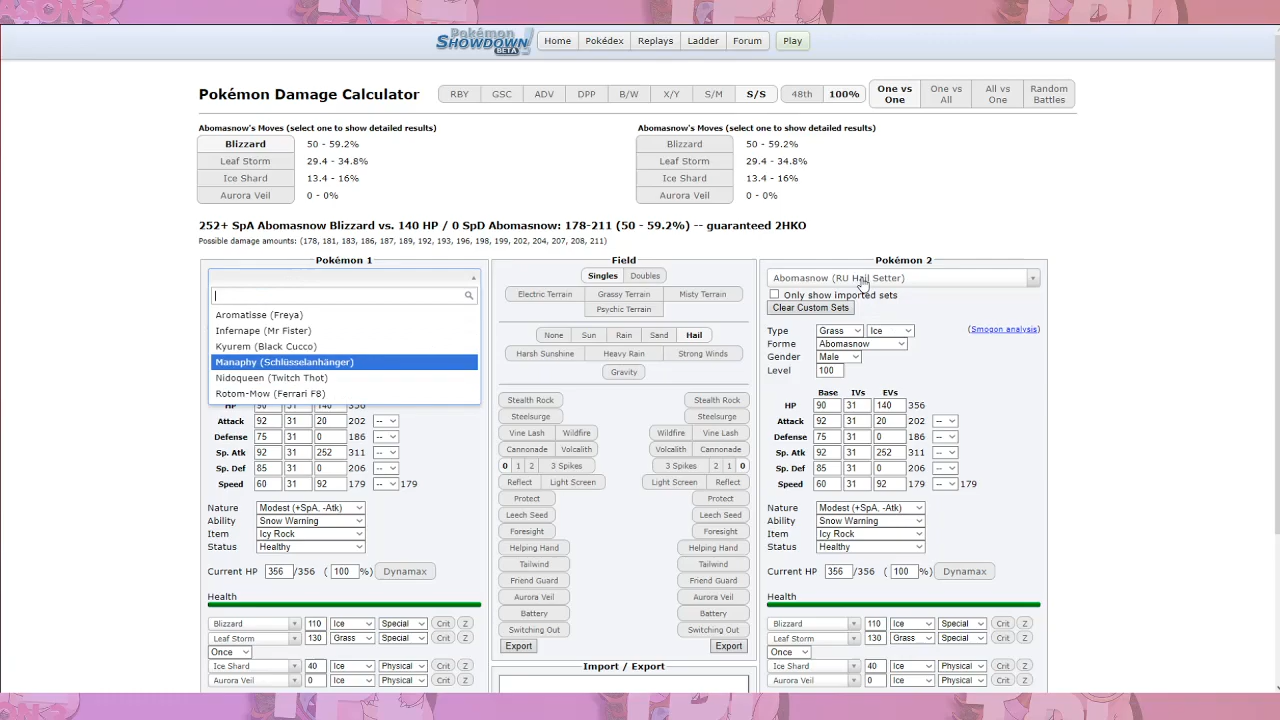 Pokémon
SHOWDOWN!
BETA
Home
Pokédex
Replays
Ladder
Forum
Play
Pokémon Damage Calculator
RBY
GSC
ADV
DPP
B/W
X/Y
S/M
S/S
48th
100%
One vs
One
One vs
All
All vs
One
Random
Battles
Abomasnow's Moves (select one to show detailed results)
Blizzard 50 - 59.2%
Leaf Storm 29.4 - 34.8%
Ice Shard 13.4 - 16%
Aurora Veil 0 - 0%
Abomasnow's Moves (select one to show detailed results)
Blizzard 50 - 59.2%
Leaf Storm 29.4 - 34.8%
Ice Shard 13.4 - 16%
Aurora Veil 0 - 0%
252+ SpA Abomasnow Blizzard vs. 140 HP / 0 SpD Abomasnow: 178-211 (50 - 59.2%) -- guaranteed 2HKO
Possible damage amounts: (178, 181, 183, 186, 187, 189, 192, 193, 196, 198, 199, 202, 204, 207, 208, 211)
Pokémon 1
Aromatisse (Freya)
Infernape (Mr Fister)
Kyurem (Black Cucco)
Manaphy (Schlüsselanhänger)
Nidoqueen (Twitch Thot)
Rotom-Mow (Ferrari F8)
HP 90 31 140 356
Attack 92 31 20 202 --
Defense 75 31 0 186 --
Sp. Atk 92 31 252 311 --
Sp. Def 85 31 0 206 --
Speed 60 31 92 179 -- 179
Nature Modest (+SpA, -Atk)
Ability Snow Warning
Item Icy Rock
Status Healthy
Current HP 356 /356 ( 100 %) Dynamax
Health
Blizzard 110 Ice Special Crit Z
Leaf Storm 130 Grass Special Crit Z
Once
Ice Shard 40 Ice Physical Crit Z
Aurora Veil 0 Ice Physical Crit Z
Field
Singles Doubles
Electric Terrain Grassy Terrain Misty Terrain
Psychic Terrain
None Sun Rain Sand Hail
Harsh Sunshine Heavy Rain Strong Winds
Gravity
Stealth Rock Stealth Rock
Steelsurge Steelsurge
Vine Lash Wildfire Wildfire Vine Lash
Cannonade Volcalith Volcalith Cannonade
0 1 2 3 Spikes 3 Spikes 2 1 0
Reflect Light Screen Light Screen Reflect
Protect Protect
Leech Seed Leech Seed
Foresight Foresight
Helping Hand Helping Hand
Tailwind Tailwind
Friend Guard Friend Guard
Aurora Veil Aurora Veil
Battery Battery
Switching Out Switching Out
Export Export
Import / Export
Pokémon 2
Abomasnow (RU Hail Setter)
Only show imported sets
Clear Custom Sets
Type Grass Ice (Smogon analysis)
Forme Abomasnow
Gender Male
Level 100
Base IVs EVs
HP 90 31 140 356
Attack 92 31 20 202 --
Defense 75 31 0 186 --
Sp. Atk 92 31 252 311 --
Sp. Def 85 31 0 206 --
Speed 60 31 92 179 -- 179
Nature Modest (+SpA, -Atk)
Ability Snow Warning
Item Icy Rock
Status Healthy
Current HP 356 /356 ( 100 %) Dynamax
Health
Blizzard 110 Ice Special Crit Z
Leaf Storm 130 Grass Special Crit Z
Once
Ice Shard 40 Ice Physical Crit Z
Aurora Veil 0 Ice Physical Crit Z